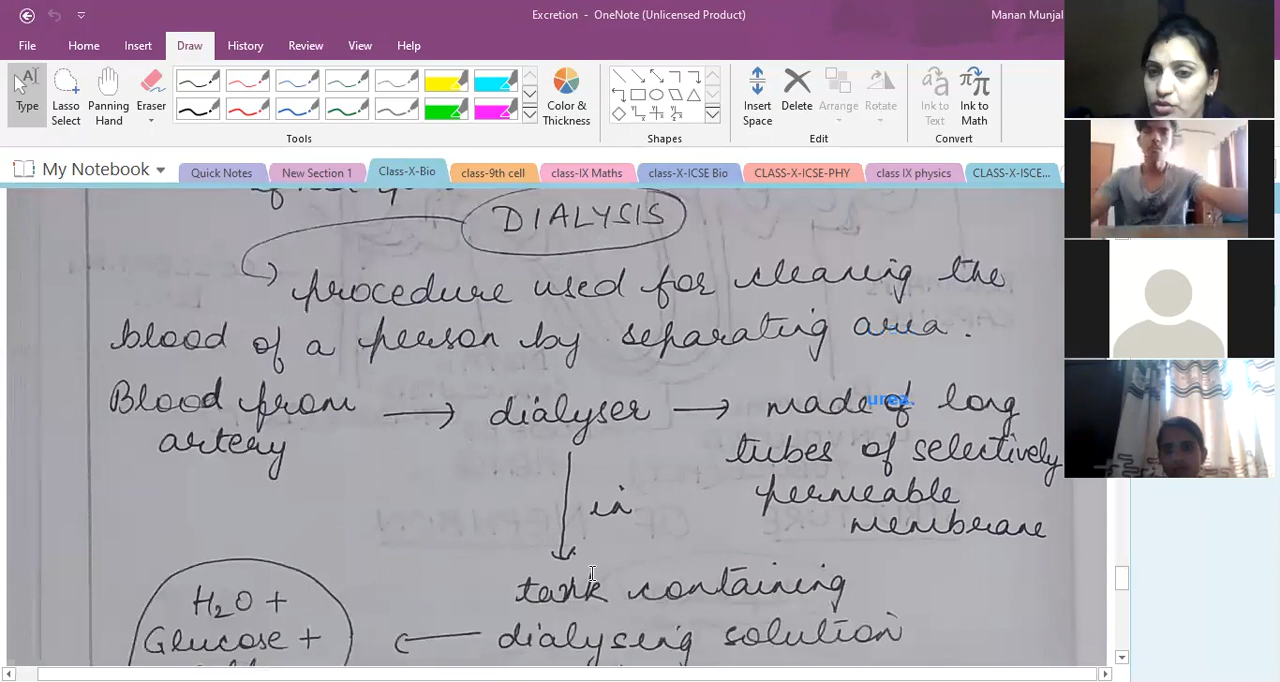 Excretion - OneNote (Unlicensed Product)
Manan Munjal
File Home Insert Draw History Review View Help
Type
Lasso Select
Panning Hand
Eraser
Color & Thickness
Insert Space
Delete
Arrange
Rotate
Ink to Text
Ink to Math
Tools
Shapes
Edit
Convert
My Notebook
Quick Notes
New Section 1
Class-X-Bio
class-9th cell
class-IX Maths
class-X-ICSE Bio
CLASS-X-ICSE-PHY
class IX physics
CLASS-X-ISCE...
DIALYSIS
procedure used for cleaning the
blood of a person by separating area.
urea.
Blood from → dialyser → made of long
artery
tubes of selectively
permeable
membrane
in
tank containing
dialysing solution
H2O +
Glucose +